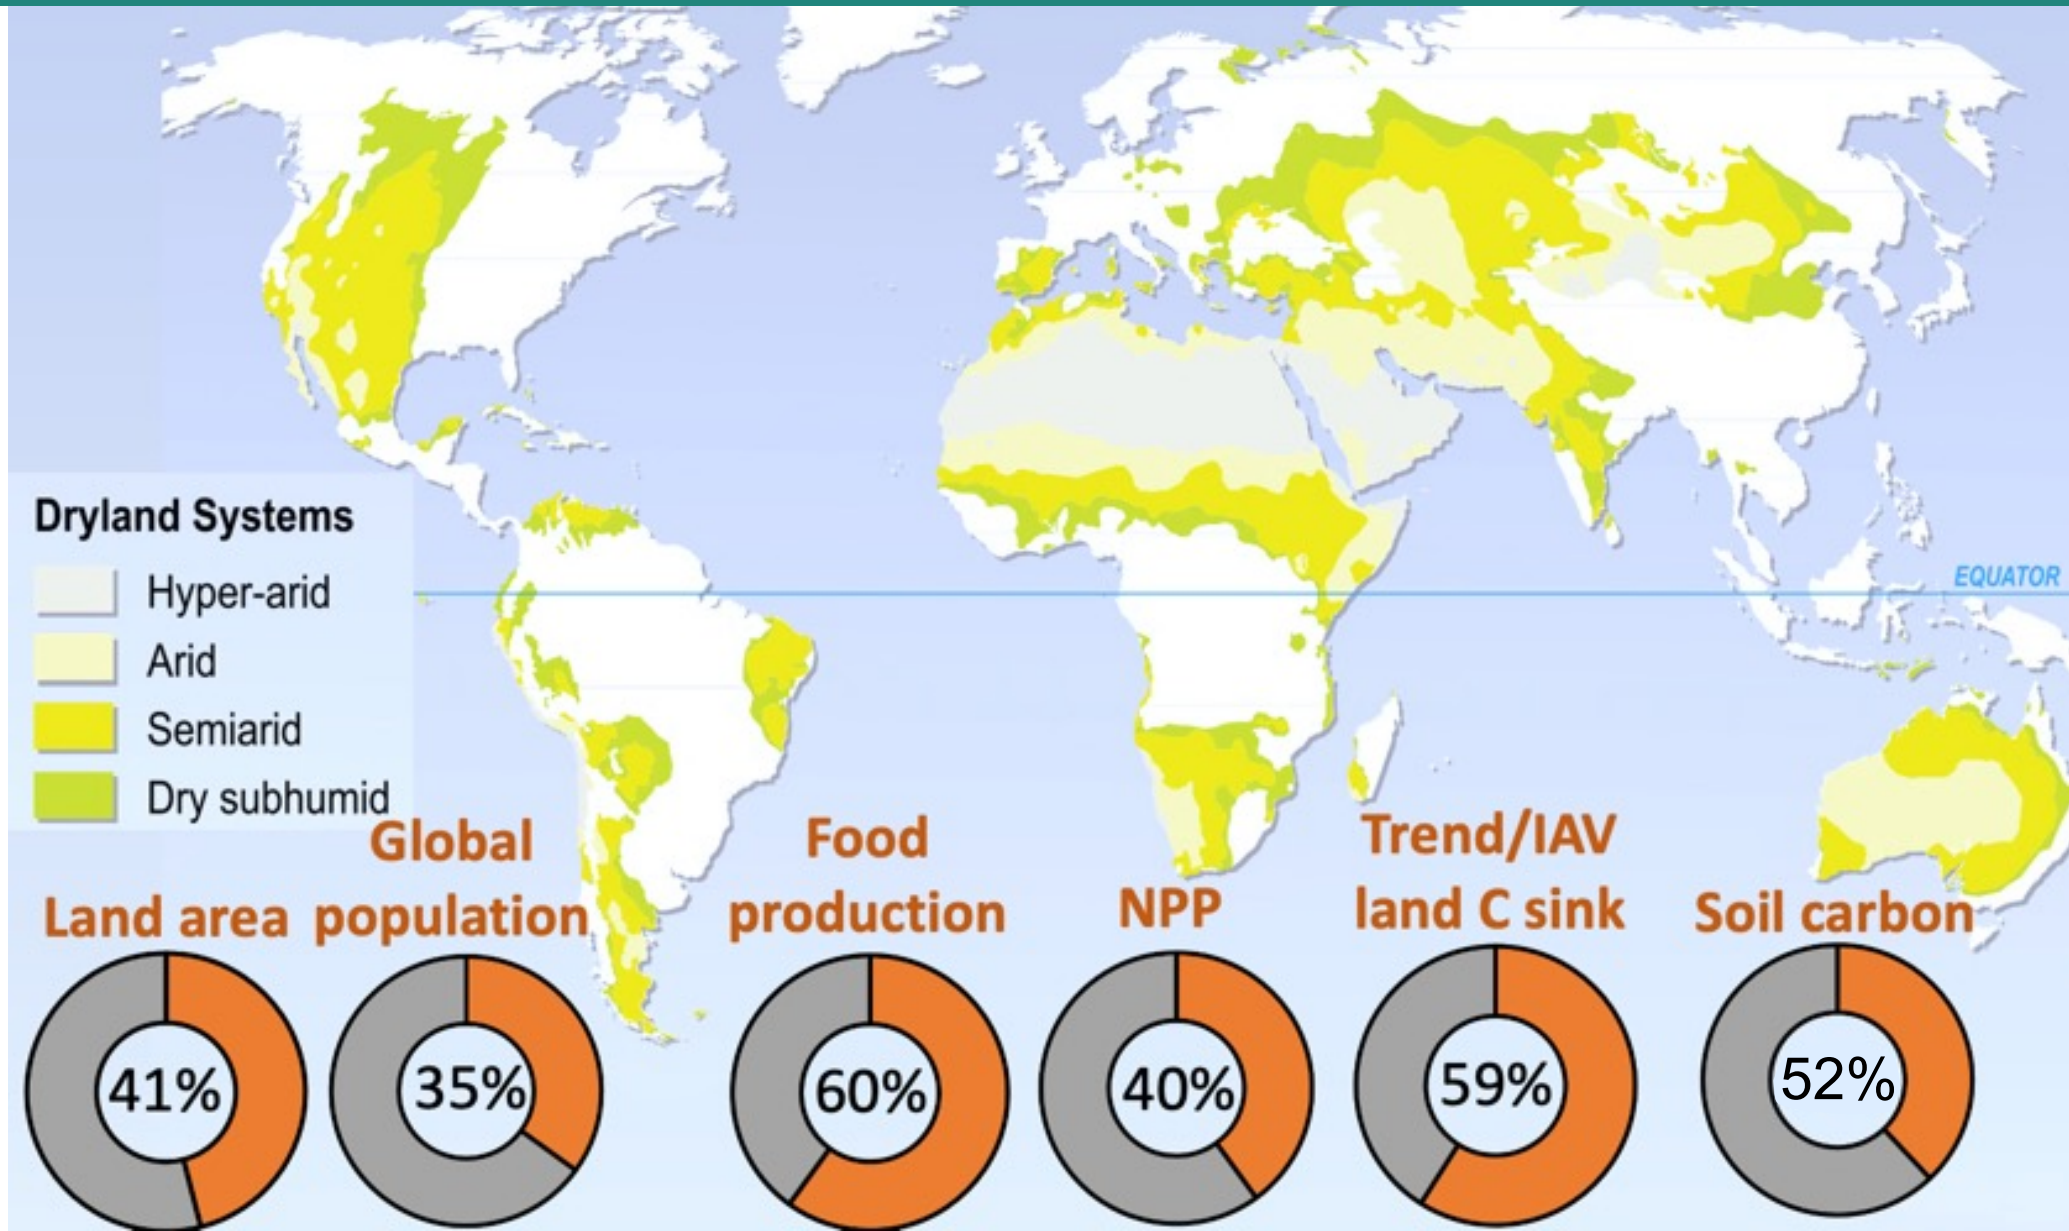 EQUATOR
Dryland Systems
Hyper-arid
Arid
Semiarid
Dry subhumid
Land area
Global
population
Food
production
NPP
Trend/IAV
land C sink
Soil carbon
41%
35%
60%
40%
59%
52%